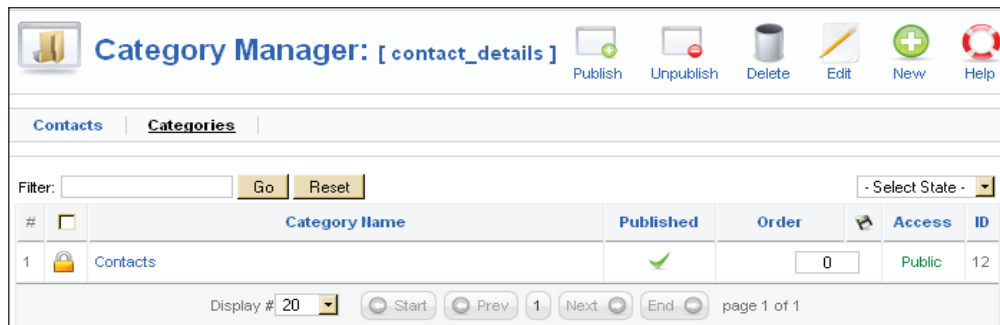 Category Manager: [ contact_details ]
Publish Unpublish Delete Edit New Help
Contacts Categories
Filter: Go Reset - Select State -
# Category Name Published Order Access ID
1 Contacts 0 Public 12
Display # 20 Start Prev 1 Next End page 1 of 1